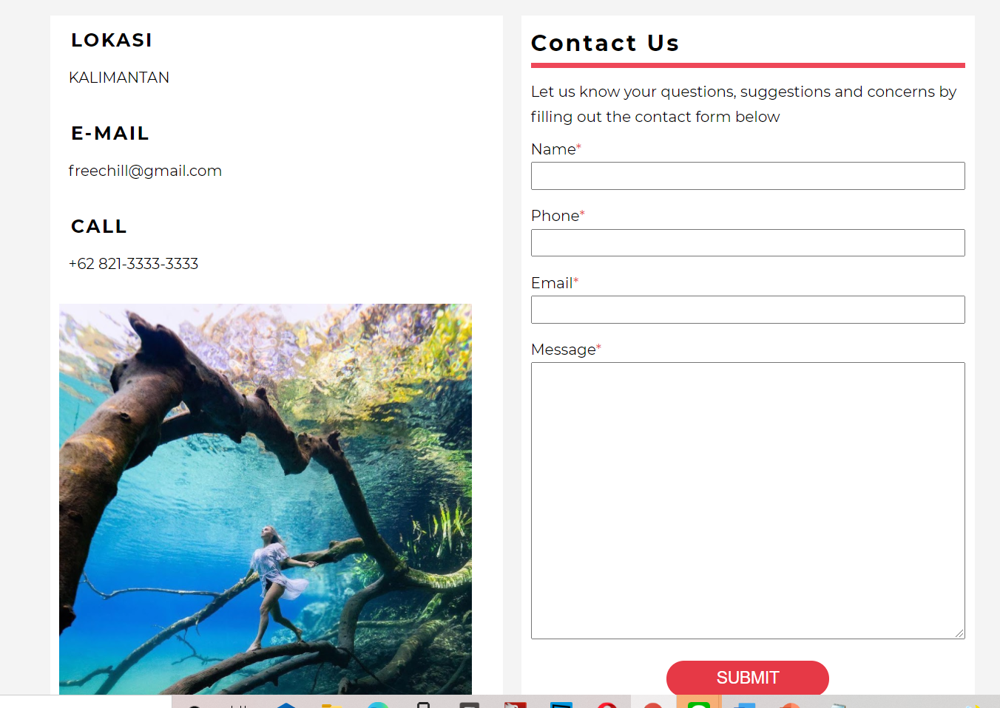 LOKASI
KALIMANTAN
E-MAIL
freechill@gmail.com
CALL
+62 821-3333-3333
Contact Us
Let us know your questions, suggestions and concerns by
filling out the contact form below
Name*
Phone*
Email*
Message*
SUBMIT